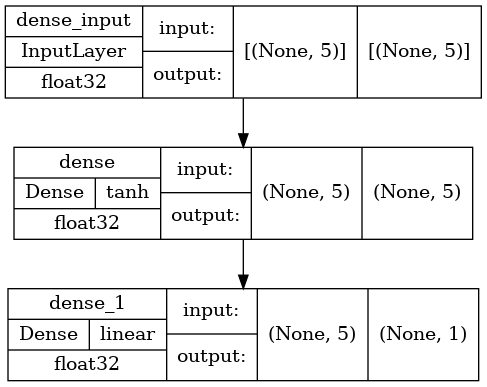 dense_input
InputLayer
float32
input:
output:
[(None, 5)]
[(None, 5)]
dense
Dense
tanh
float32
input:
output:
(None, 5)
(None, 5)
dense_1
Dense
linear
float32
input:
output:
(None, 5)
(None, 1)